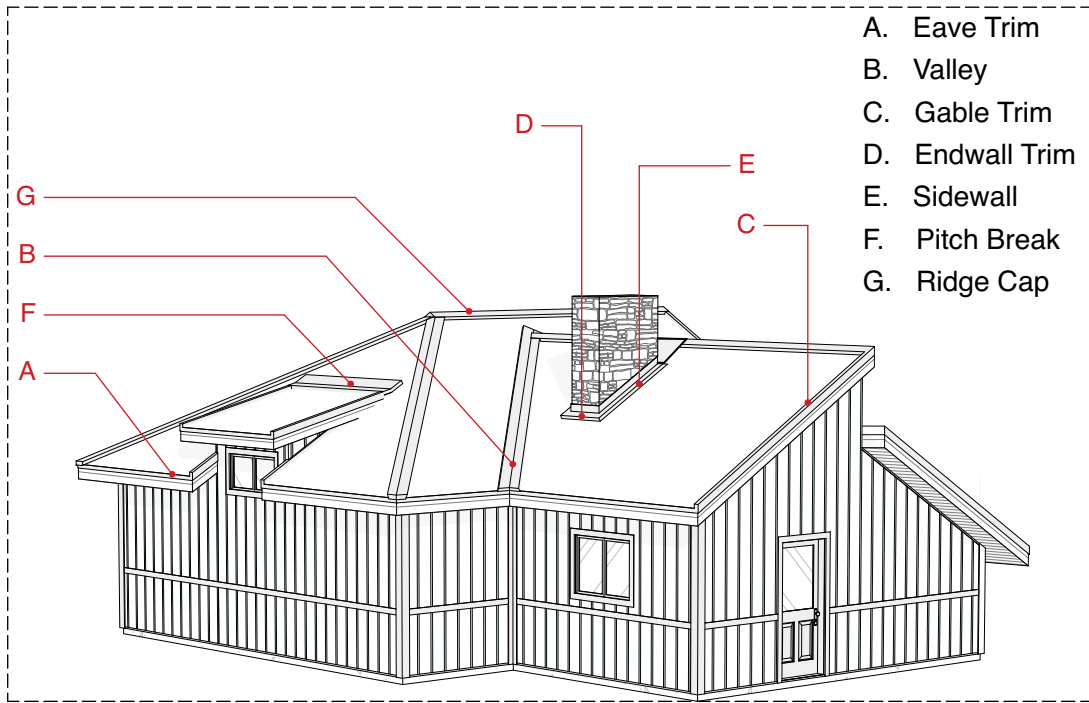 A. Eave Trim
B. Valley
C. Gable Trim
D. Endwall Trim
E. Sidewall
F. Pitch Break
G. Ridge Cap
D
E
G
C
B
F
A